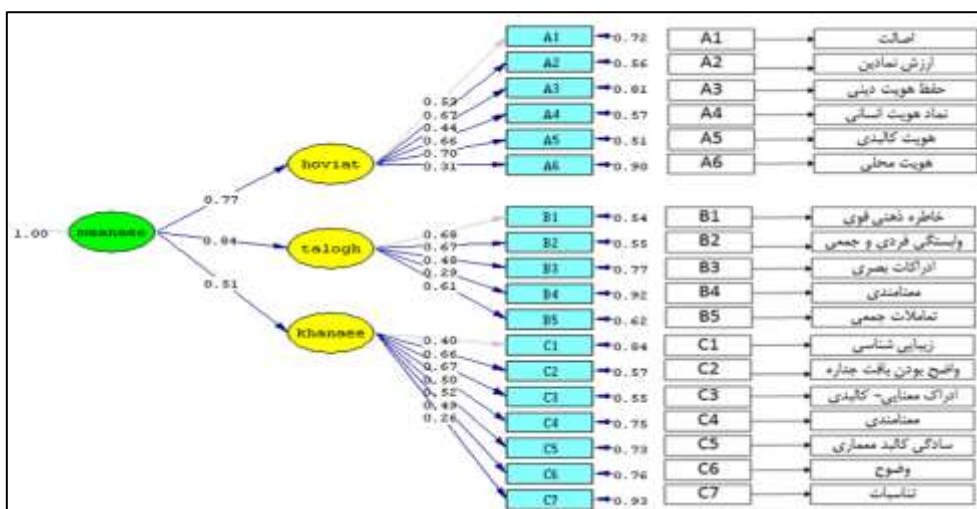 A1 0.72 A1 اصالت
A2 0.56 A2 ارزش نمادین
A3 0.81 A3 حفظ هویت دینی
A4 0.57 A4 نماد هویت انسانی
A5 0.51 A5 هویت کالبدی
A6 0.90 A6 هویت محلی
0.53
0.67
0.44
0.66
0.70
0.31
hoviat
0.77
1.00
0.84
0.51
talogh
khanaee
B1 0.54 B1 خاطره ذهنی قوی
B2 0.55 B2 وابستگی فردی و جمعی
B3 0.77 B3 ادراکات بصری
B4 0.92 B4 معنامندی
B5 0.62 B5 تعاملات جمعی
0.68
0.67
0.48
0.29
0.61
C1 0.84 C1 زیبایی شناسی
C2 0.57 C2 واضح بودن بافت جداره
C3 0.55 C3 ادراک معنایی- کالبدی
C4 0.75 C4 معنامندی
C5 0.73 C5 سادگی کالبد معماری
C6 0.76 C6 وضوح
C7 0.93 C7 تناسبات
0.40
0.66
0.67
0.50
0.52
0.49
0.26